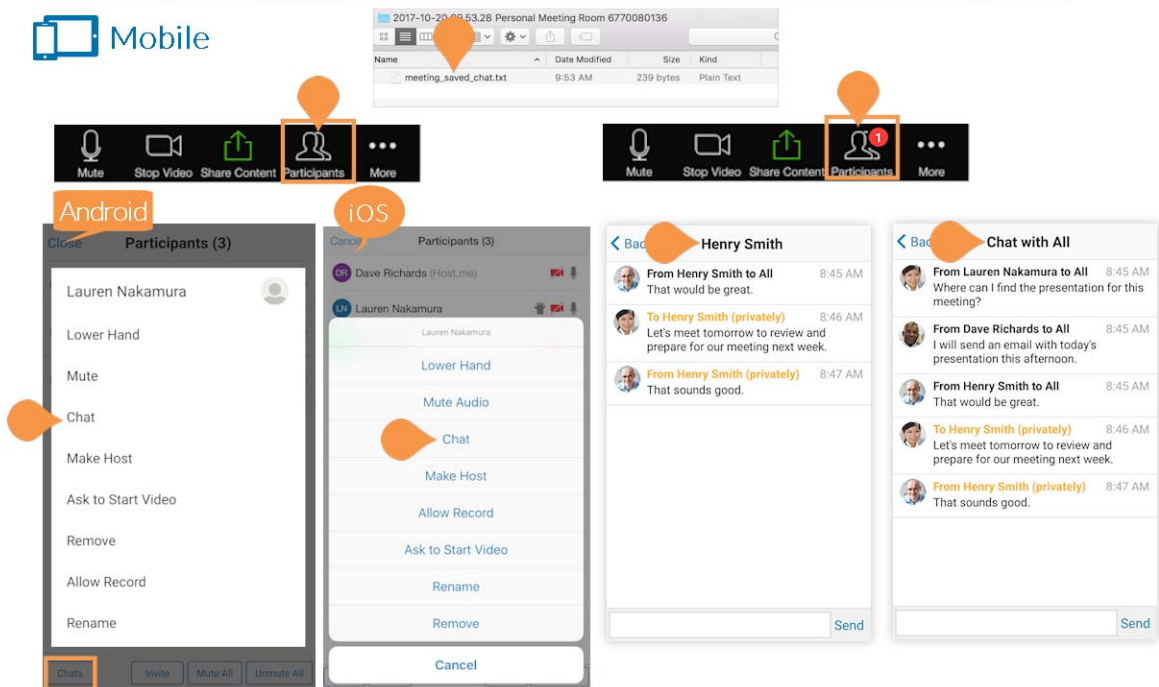 Mobile
2017-10-20 09.53.28 Personal Meeting Room 6770080136
Name Date Modified Size Kind
meeting_saved_chat.txt 9:53 AM 239 bytes Plain Text
Mute Stop Video Share Content Participants More
1
Mute Stop Video Share Content Participants More
Android
Close Participants (3)
Lauren Nakamura
Lower Hand
Mute
Chat
Make Host
Ask to Start Video
Remove
Allow Record
Rename
Chats Invite Mute All Unmute All
iOS
Participants (3)
DR Dave Richards (Host,me)
LN Lauren Nakamura
Lauren Nakamura
Lower Hand
Mute Audio
Chat
Make Host
Allow Record
Ask to Start Video
Rename
Remove
Cancel
Henry Smith
From Henry Smith to All 8:45 AM
That would be great.
To Henry Smith (privately) 8:46 AM
Let's meet tomorrow to review and
prepare for our meeting next week.
From Henry Smith (privately) 8:47 AM
That sounds good.
Send
Chat with All
From Lauren Nakamura to All 8:45 AM
Where can I find the presentation for this
meeting?
From Dave Richards to All 8:45 AM
I will send an email with today's
presentation this afternoon.
From Henry Smith to All 8:45 AM
That would be great.
To Henry Smith (privately) 8:46 AM
Let's meet tomorrow to review and
prepare for our meeting next week.
From Henry Smith (privately) 8:47 AM
That sounds good.
Send